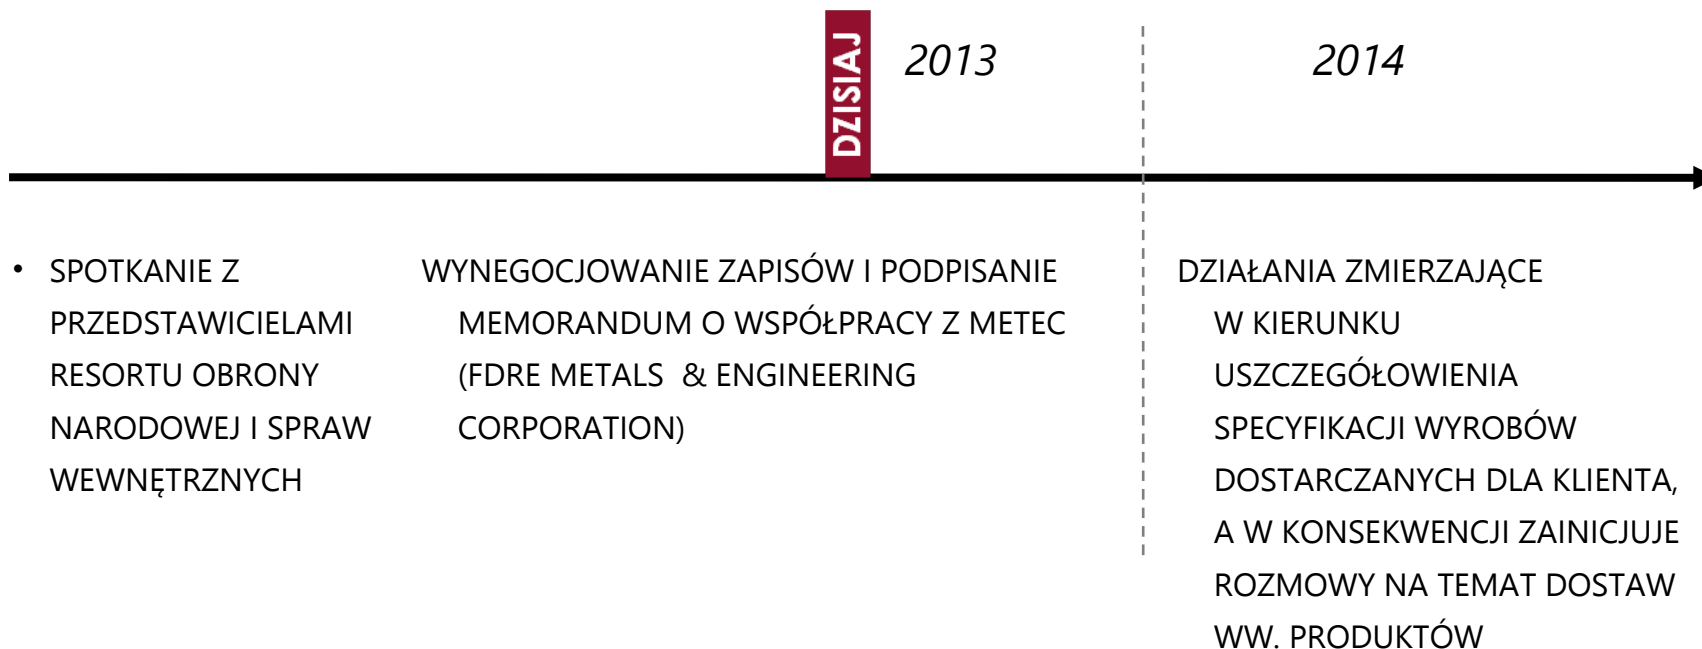 DZISIAJ
2013
2014
• SPOTKANIE Z
PRZEDSTAWICIELAMI
RESORTU OBRONY
NARODOWEJ I SPRAW
WEWNĘTRZNYCH
WYNEGOCJOWANIE ZAPISÓW I PODPISANIE
MEMORANDUM O WSPÓŁPRACY Z METEC
(FDRE METALS & ENGINEERING
CORPORATION)
DZIAŁANIA ZMIERZAJĄCE
W KIERUNKU
USZCZEGÓŁOWIENIA
SPECYFIKACJI WYROBÓW
DOSTARCZANYCH DLA KLIENTA,
A W KONSEKWENCJI ZAINICJUJE
ROZMOWY NA TEMAT DOSTAW
WW. PRODUKTÓW